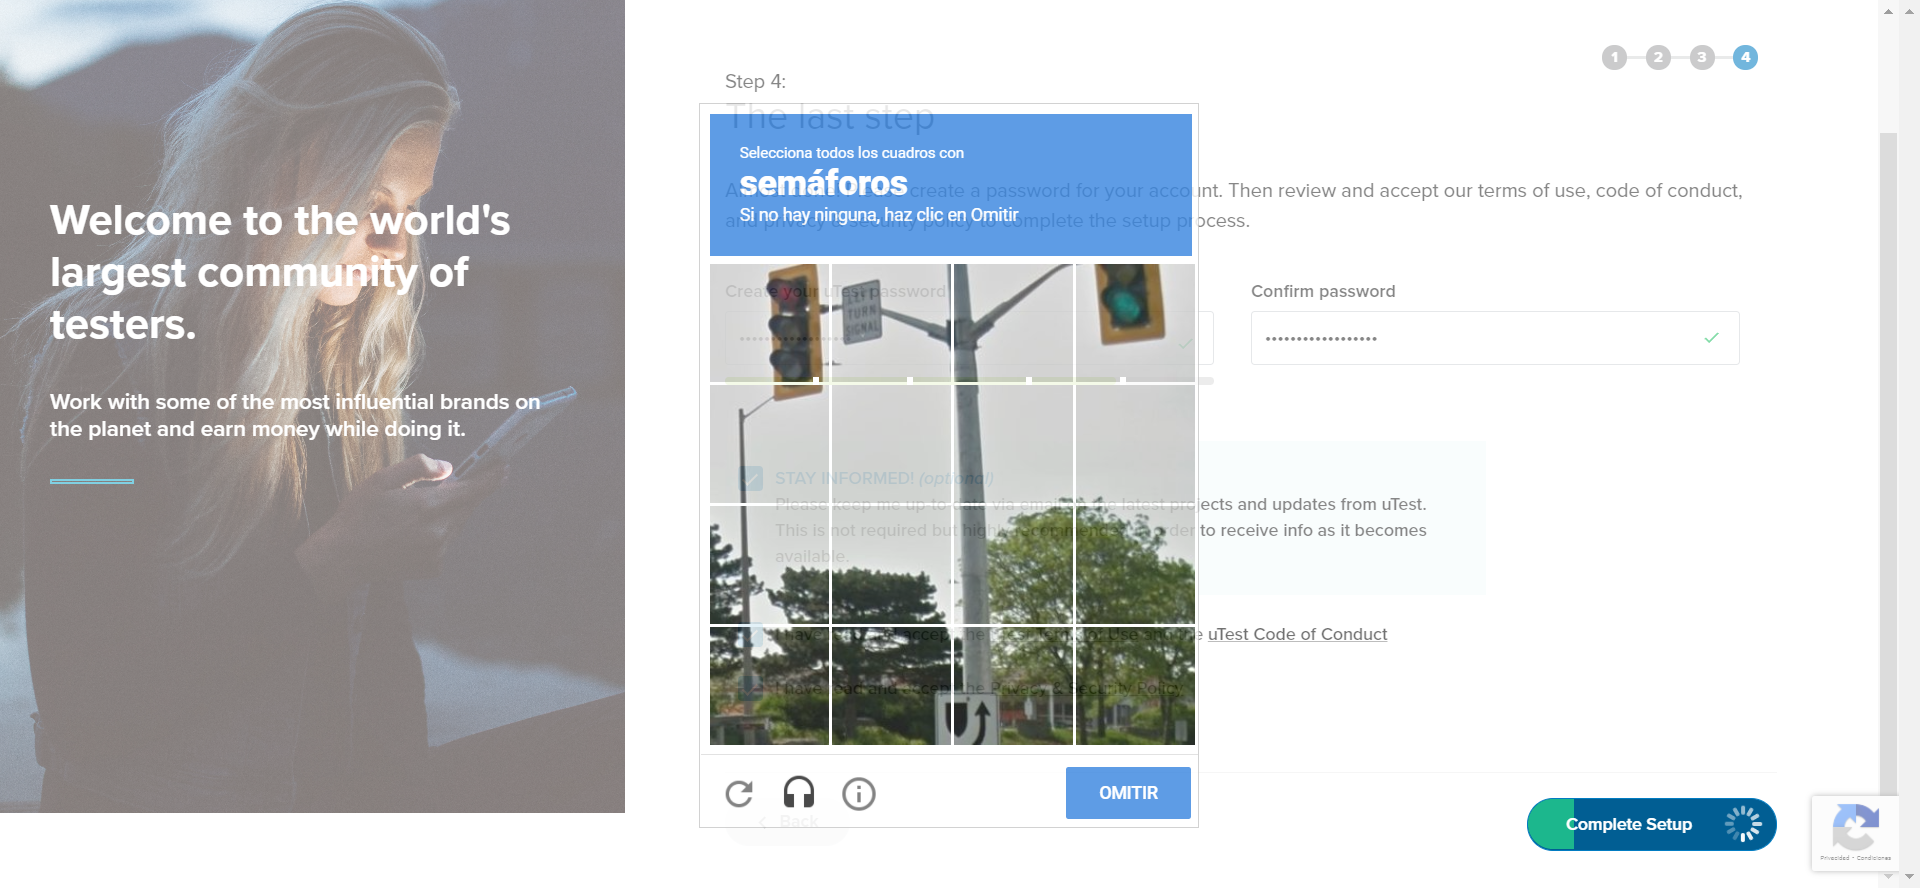 Welcome to the world's
largest community of
testers.
Work with some of the most influential brands on
the planet and earn money while doing it.
1 2 3 4
Step 4:
The last step
Selecciona todos los cuadros con
semáforos
Si no hay ninguna, haz clic en Omitir
create a password for your account. Then review and accept our terms of use, code of conduct,
and privacy & security policy to complete the setup process.
Create your uTest password
Confirm password
LEFT
TURN
SIGNAL
STAY INFORMED! (optional)
Please keep me up to date via email on the latest projects and updates from uTest.
This is not required but highly recommended in order to receive info as it becomes
available.
I have read and accept the uTest Terms of Use and the uTest Code of Conduct
I have read and accept the Privacy & Security Policy
OMITIR
Back
Complete Setup
Privacidad - Condiciones